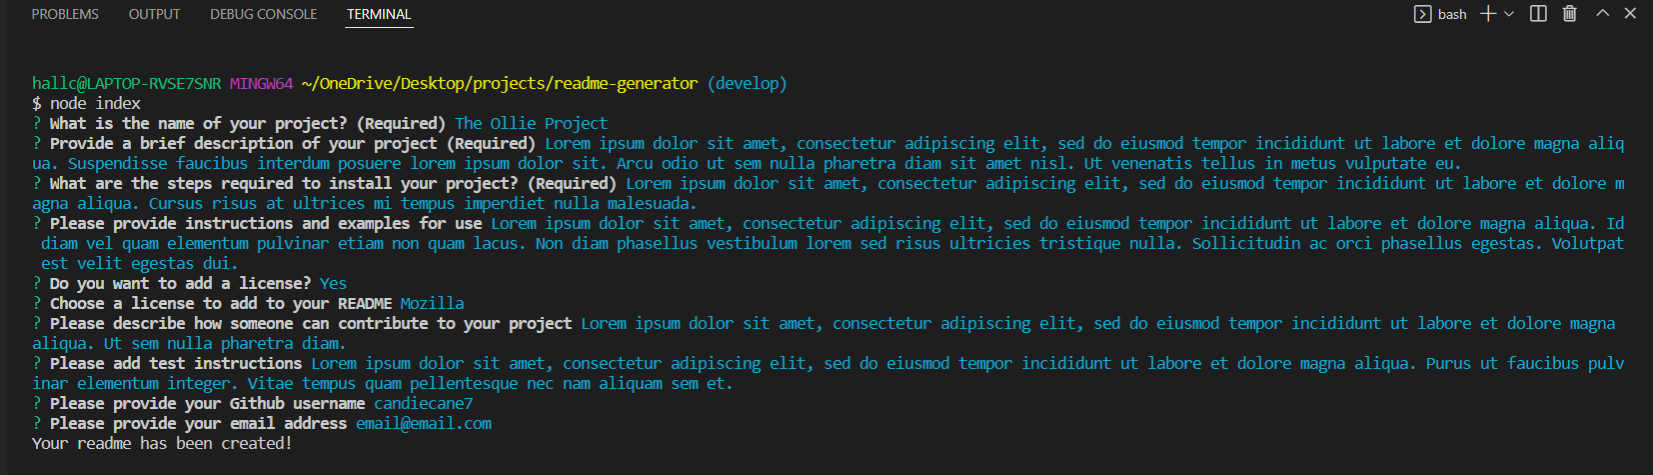 PROBLEMS OUTPUT DEBUG CONSOLE TERMINAL bash
hallc@LAPTOP-RVSE7SNR MINGW64 ~/OneDrive/Desktop/projects/readme-generator (develop)
$ node index
? What is the name of your project? (Required) The Ollie Project
? Provide a brief description of your project (Required) Lorem ipsum dolor sit amet, consectetur adipiscing elit, sed do eiusmod tempor incididunt ut labore et dolore magna aliq
ua. Suspendisse faucibus interdum posuere lorem ipsum dolor sit. Arcu odio ut sem nulla pharetra diam sit amet nisl. Ut venenatis tellus in metus vulputate eu.
? What are the steps required to install your project? (Required) Lorem ipsum dolor sit amet, consectetur adipiscing elit, sed do eiusmod tempor incididunt ut labore et dolore m
agna aliqua. Cursus risus at ultrices mi tempus imperdiet nulla malesuada.
? Please provide instructions and examples for use Lorem ipsum dolor sit amet, consectetur adipiscing elit, sed do eiusmod tempor incididunt ut labore et dolore magna aliqua. Id
diam vel quam elementum pulvinar etiam non quam lacus. Non diam phasellus vestibulum lorem sed risus ultricies tristique nulla. Sollicitudin ac orci phasellus egestas. Volutpat
est velit egestas dui.
? Do you want to add a license? Yes
? Choose a license to add to your README Mozilla
? Please describe how someone can contribute to your project Lorem ipsum dolor sit amet, consectetur adipiscing elit, sed do eiusmod tempor incididunt ut labore et dolore magna
aliqua. Ut sem nulla pharetra diam.
? Please add test instructions Lorem ipsum dolor sit amet, consectetur adipiscing elit, sed do eiusmod tempor incididunt ut labore et dolore magna aliqua. Purus ut faucibus pulv
inar elementum integer. Vitae tempus quam pellentesque nec nam aliquam sem et.
? Please provide your Github username candiecane7
? Please provide your email address email@email.com
Your readme has been created!